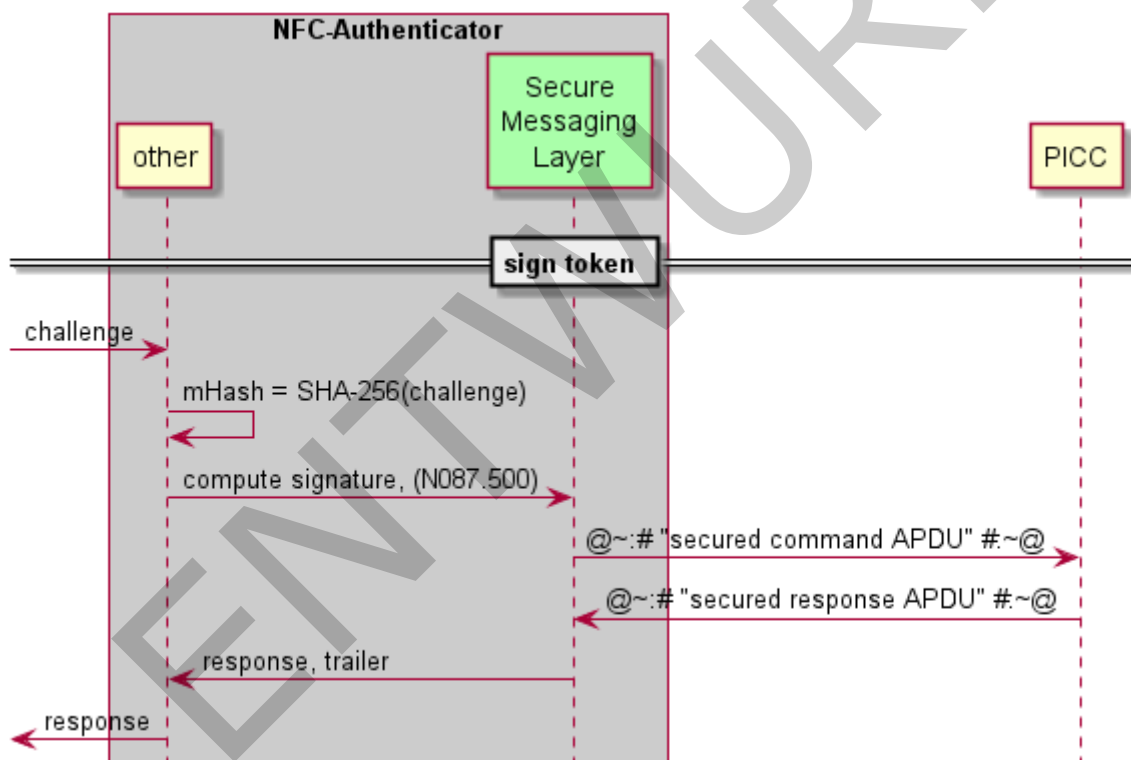 NFC-Authenticator
Secure
Messaging
Layer
other
PICC
sign token
challenge
mHash = SHA-256(challenge)
compute signature, (N087.500)
@~:# "secured command APDU" #:~@
@~:# "secured response APDU" #:~@
response, trailer
response
ENTWUR